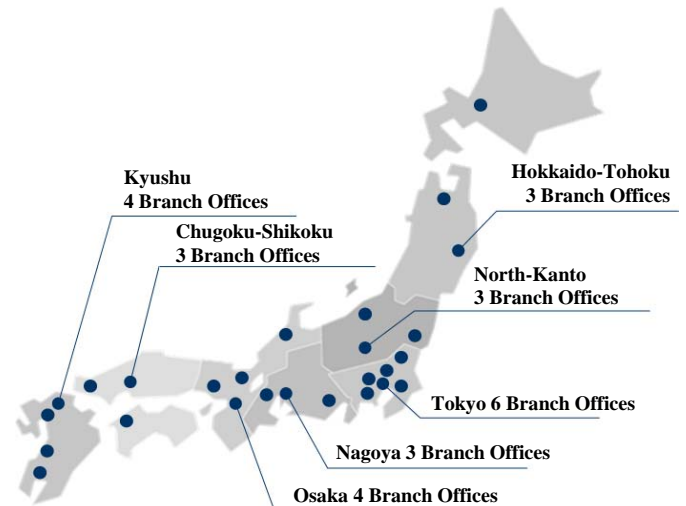 Kyushu
4 Branch Offices
Hokkaido-Tohoku
3 Branch Offices
Chugoku-Shikoku
3 Branch Offices
North-Kanto
3 Branch Offices
Tokyo 6 Branch Offices
Nagoya 3 Branch Offices
Osaka 4 Branch Offices